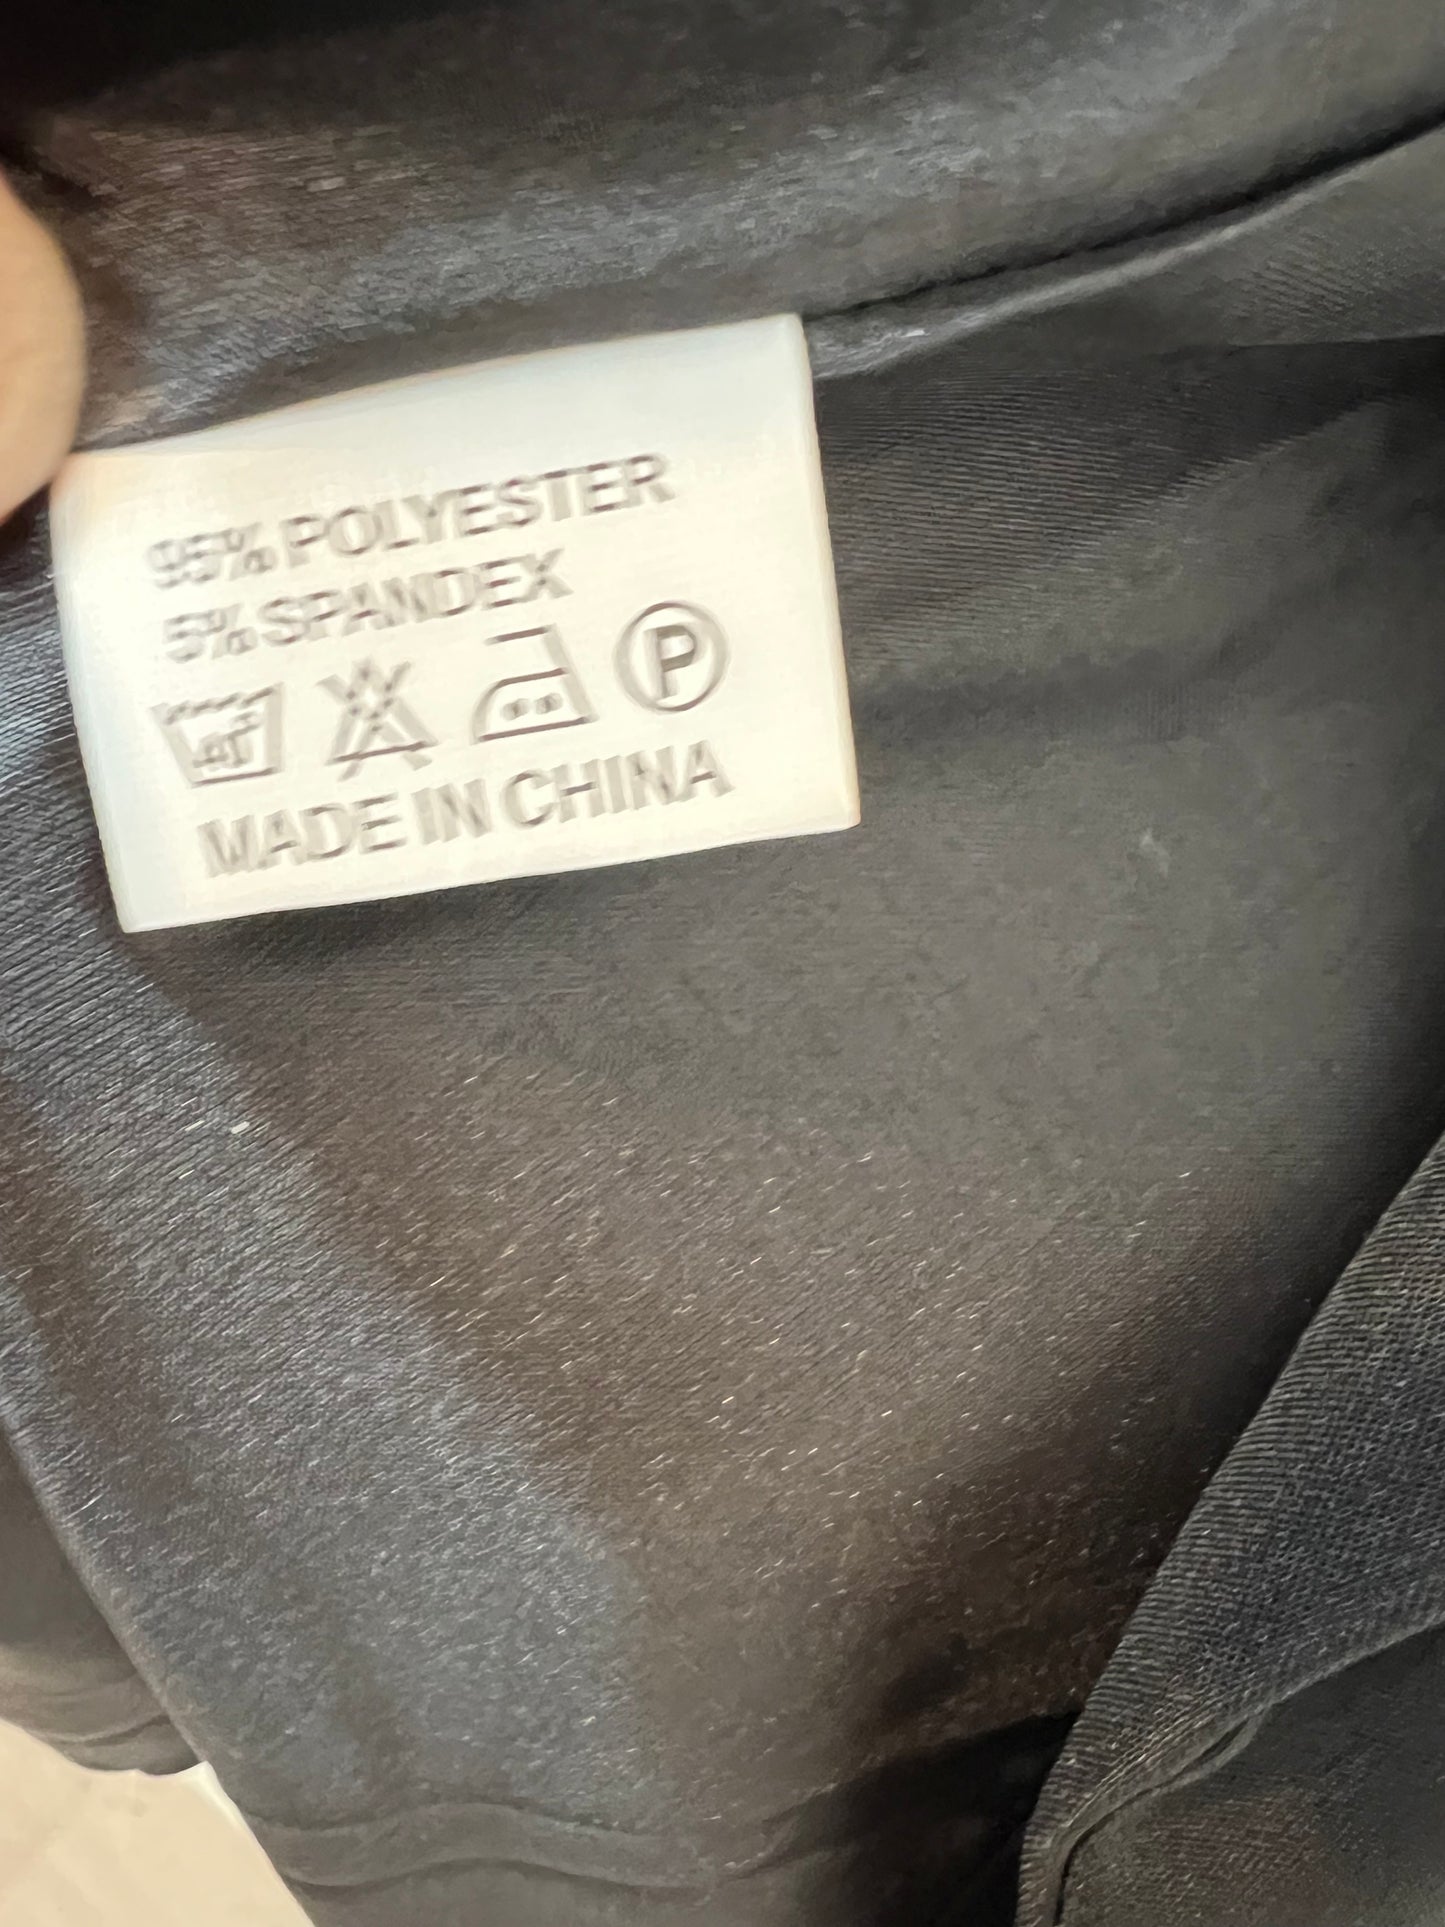 95% POLYESTER
5% SPANDEX
P
MADE IN CHINA